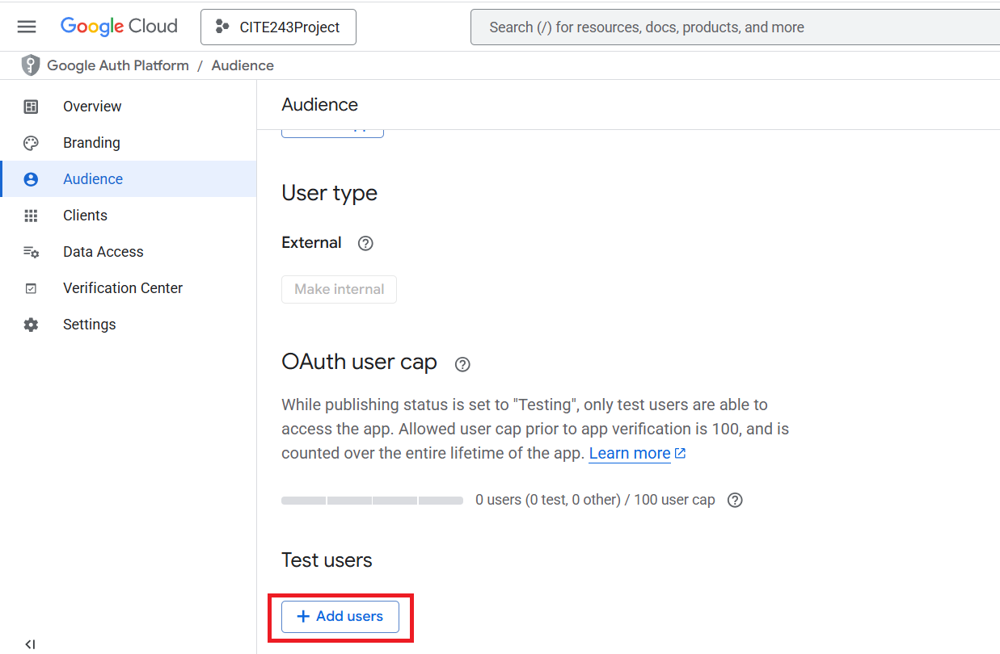 Google Cloud
CITE243Project
Search (/) for resources, docs, products, and more
Google Auth Platform / Audience
Overview
Branding
Audience
Clients
Data Access
Verification Center
Settings
Audience
User type
External
Make internal
OAuth user cap
While publishing status is set to "Testing", only test users are able to
access the app. Allowed user cap prior to app verification is 100, and is
counted over the entire lifetime of the app. Learn more
0 users (0 test, 0 other) / 100 user cap
Test users
+ Add users